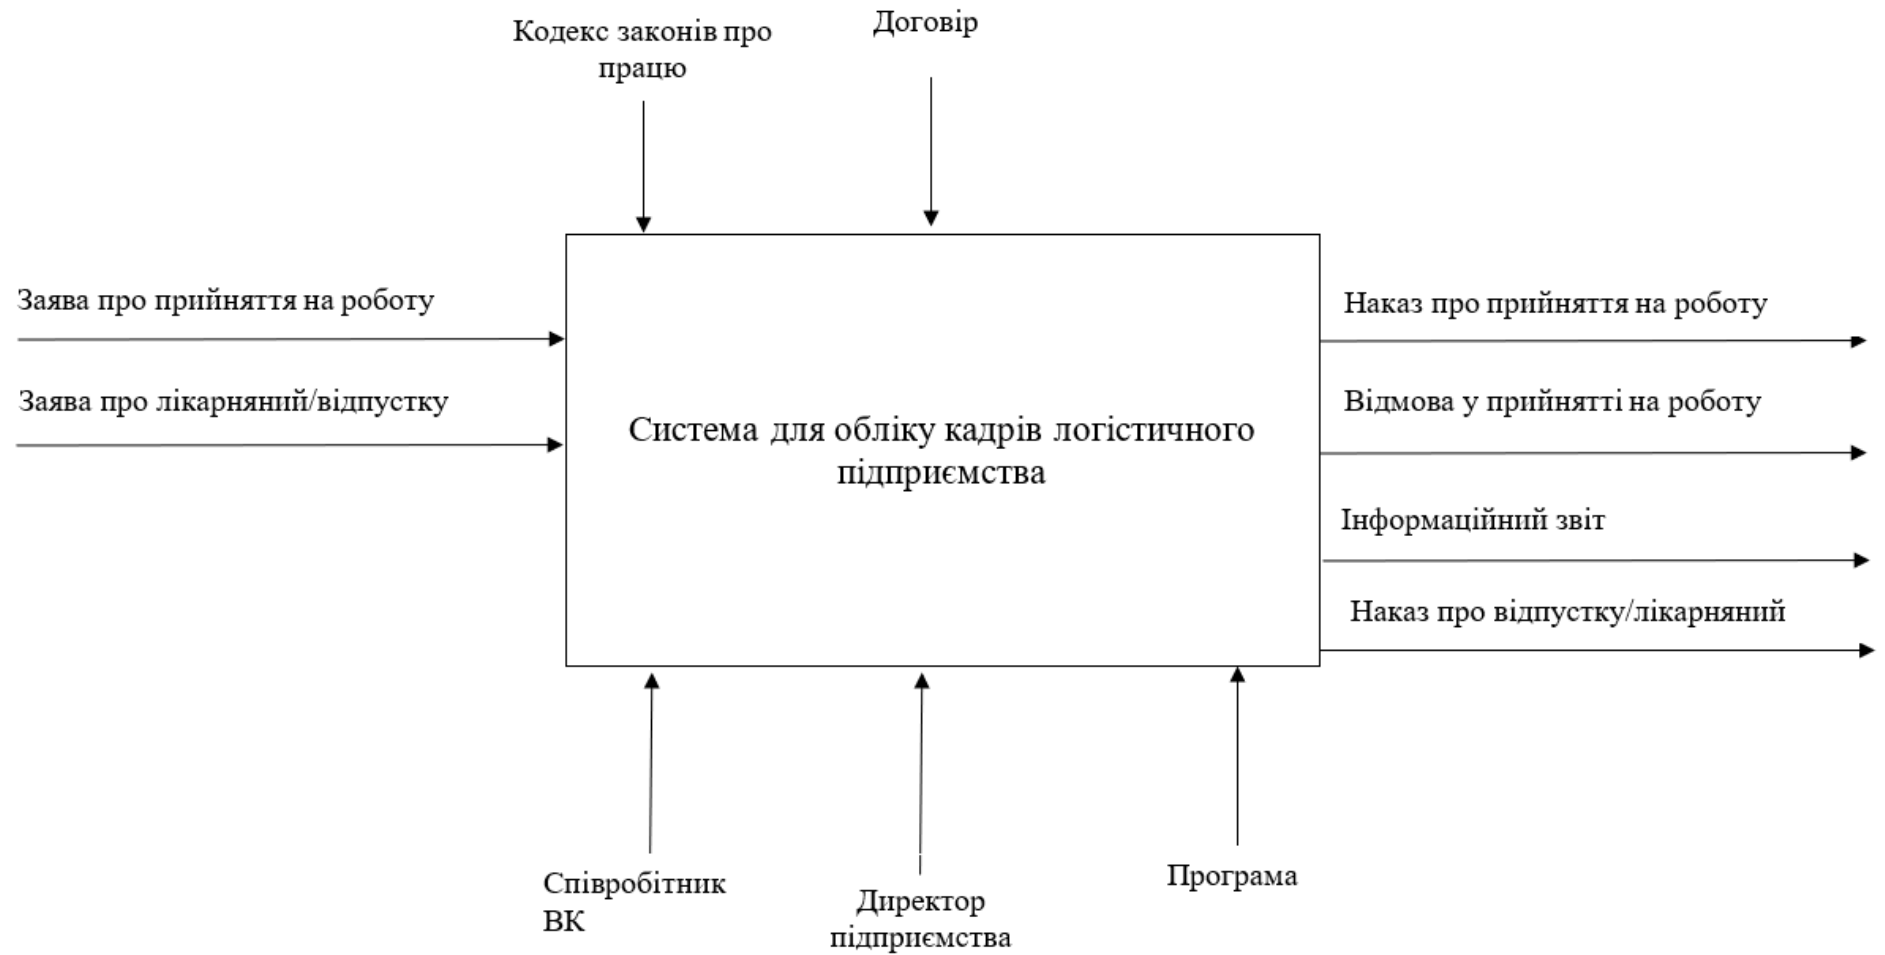 Кодекс законів про
працю
Договір
Заява про прийняття на роботу
Заява про лікарняний/відпустку
Система для обліку кадрів логістичного
підприємства
Наказ про прийняття на роботу
Відмова у прийнятті на роботу
Інформаційний звіт
Наказ про відпустку/лікарняний
Співробітник
ВК
Директор
підприємства
Програма